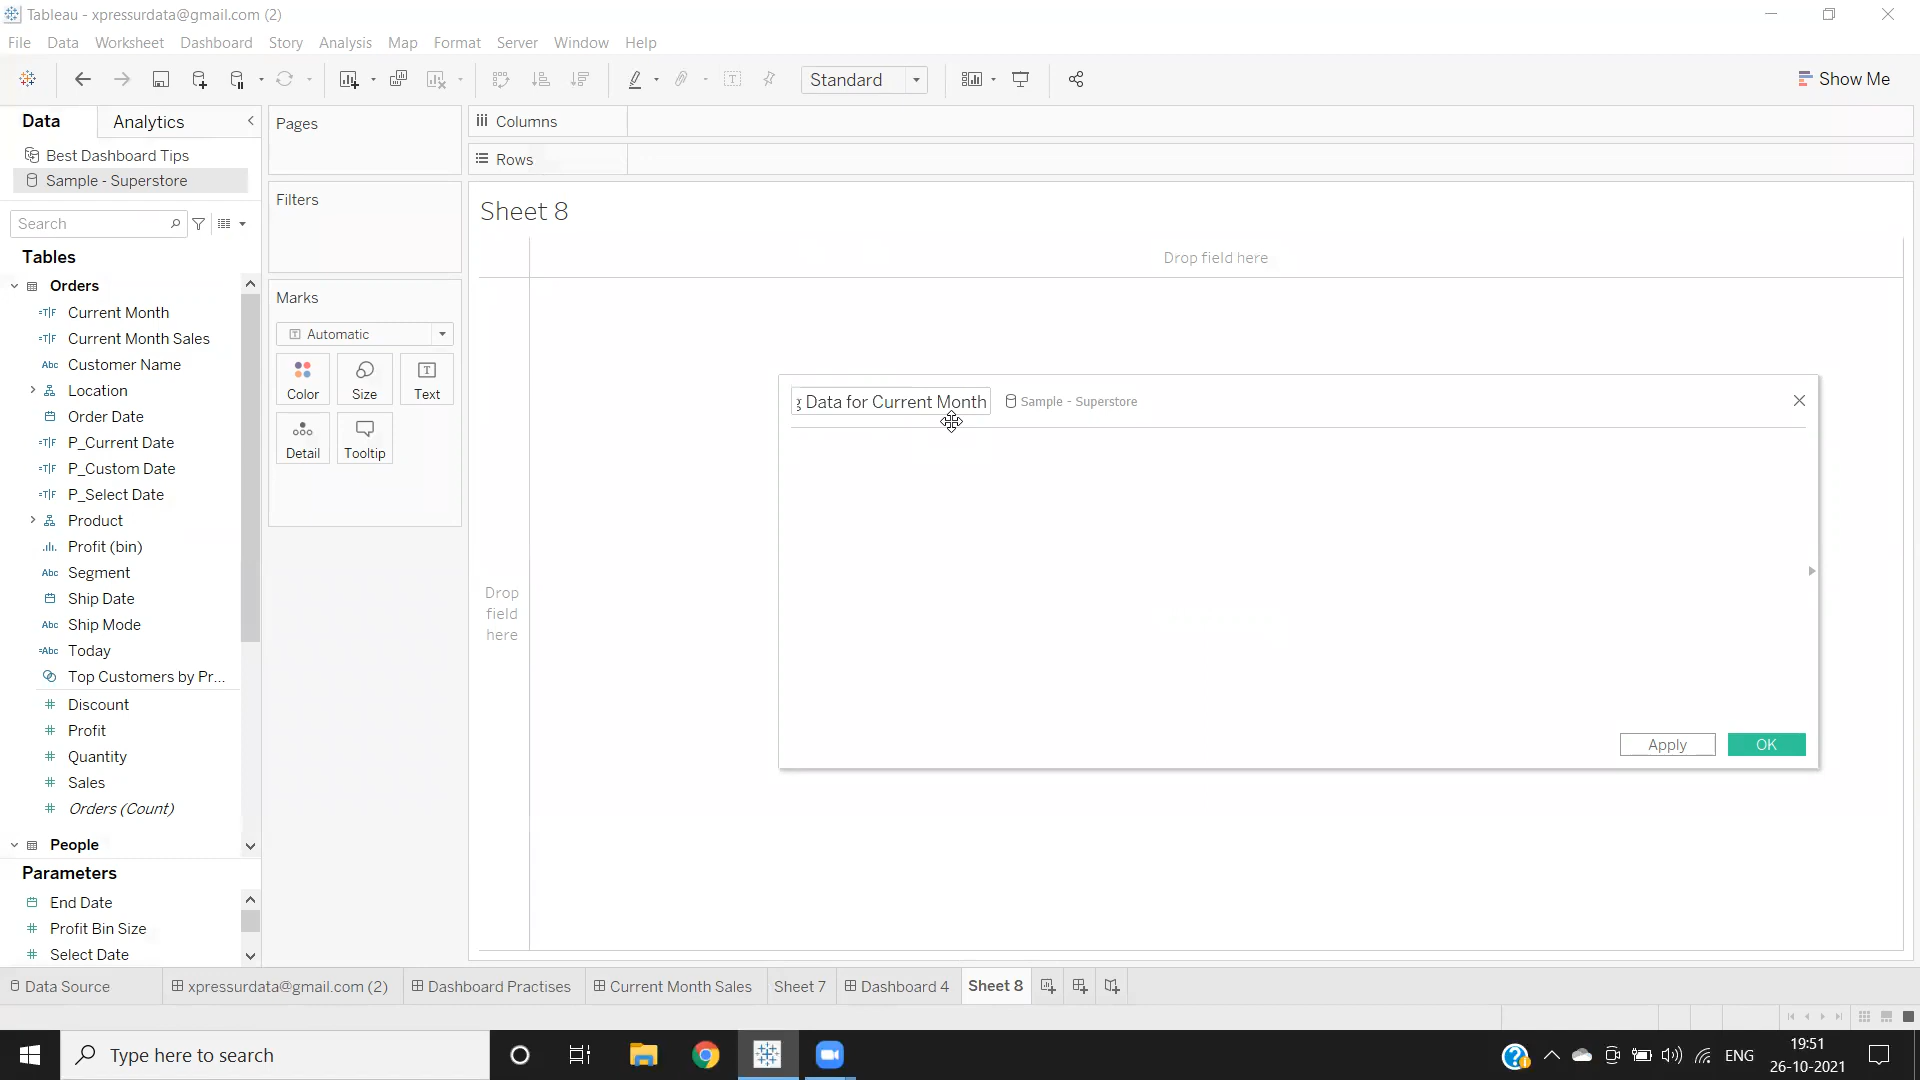 Tableau - xpressurdata@gmail.com (2)
File Data Worksheet Dashboard Story Analysis Map Format Server Window Help
Standard
Show Me
Data Analytics
Best Dashboard Tips
Sample - Superstore
Search
Tables
Orders
=T|F Current Month
=T|F Current Month Sales
Abc Customer Name
Location
Order Date
=T|F P_Current Date
=T|F P_Custom Date
=T|F P_Select Date
Product
Profit (bin)
Abc Segment
Ship Date
Abc Ship Mode
=Abc Today
Top Customers by Pr...
# Discount
# Profit
# Quantity
# Sales
# Orders (Count)
People
Parameters
End Date
# Profit Bin Size
# Select Date
Pages
Filters
Marks
Automatic
Color Size Text
Detail Tooltip
Columns
Rows
Sheet 8
Drop field here
Drop
field
here
g Data for Current Month
Sample - Superstore
Apply OK
Data Source xpressurdata@gmail.com (2) Dashboard Practises Current Month Sales Sheet 7 Dashboard 4 Sheet 8
Type here to search
ENG
19:51
26-10-2021